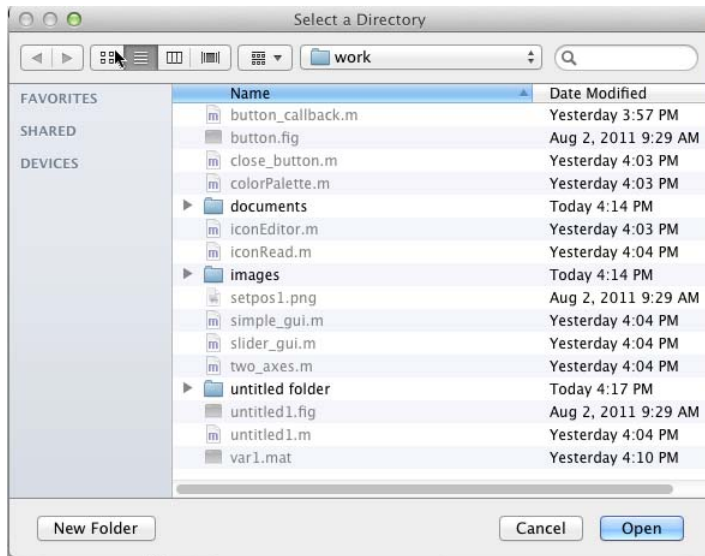 Select a Directory
work
FAVORITES
SHARED
DEVICES
Name Date Modified
button_callback.m Yesterday 3:57 PM
button.fig Aug 2, 2011 9:29 AM
close_button.m Yesterday 4:03 PM
colorPalette.m Yesterday 4:03 PM
documents Today 4:14 PM
iconEditor.m Yesterday 4:03 PM
iconRead.m Yesterday 4:04 PM
images Today 4:14 PM
setpos1.png Aug 2, 2011 9:29 AM
simple_gui.m Yesterday 4:04 PM
slider_gui.m Yesterday 4:04 PM
two_axes.m Yesterday 4:04 PM
untitled folder Today 4:17 PM
untitled1.fig Aug 2, 2011 9:29 AM
untitled1.m Yesterday 4:04 PM
var1.mat Yesterday 4:10 PM
New Folder Cancel Open